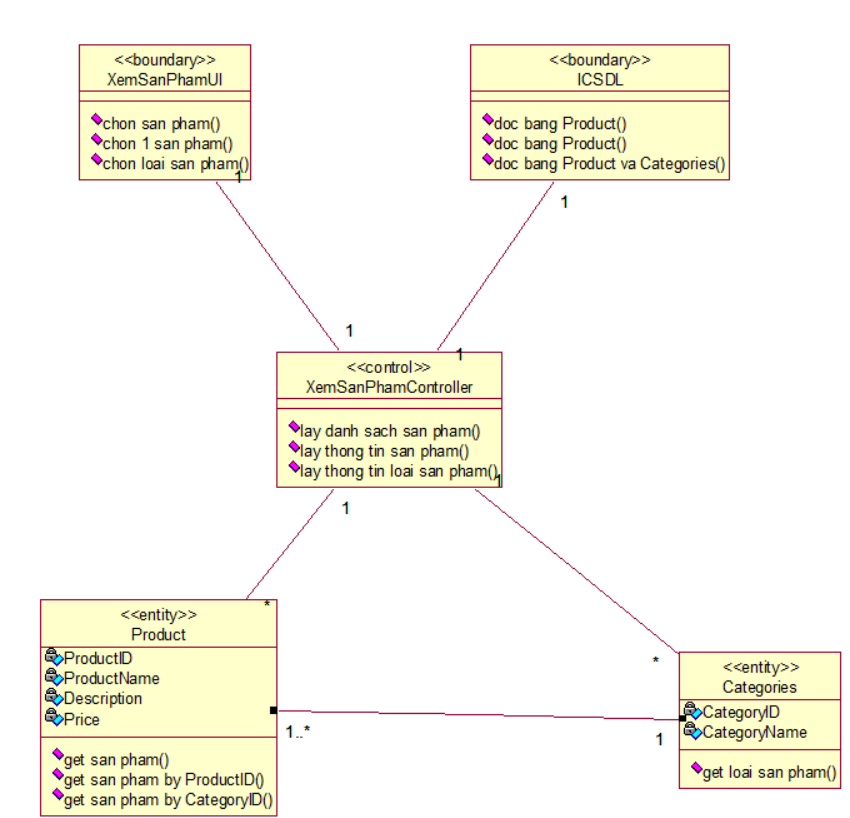 <<boundary>>
XemSanPhamUI
chon san pham()
chon 1 san pham()
chon loai san pham()
1
<<boundary>>
ICSDL
doc bang Product()
doc bang Product()
doc bang Product va Categories()
1
1
1
<<control>>
XemSanPhamController
lay danh sach san pham()
lay thong tin san pham()
lay thong tin loai san pham()
1
1
*
<<entity>>
Product
ProductID
ProductName
Description
Price
get san pham()
get san pham by ProductID()
get san pham by CategoryID()
1..*
*
1
<<entity>>
Categories
CategoryID
CategoryName
get loai san pham()